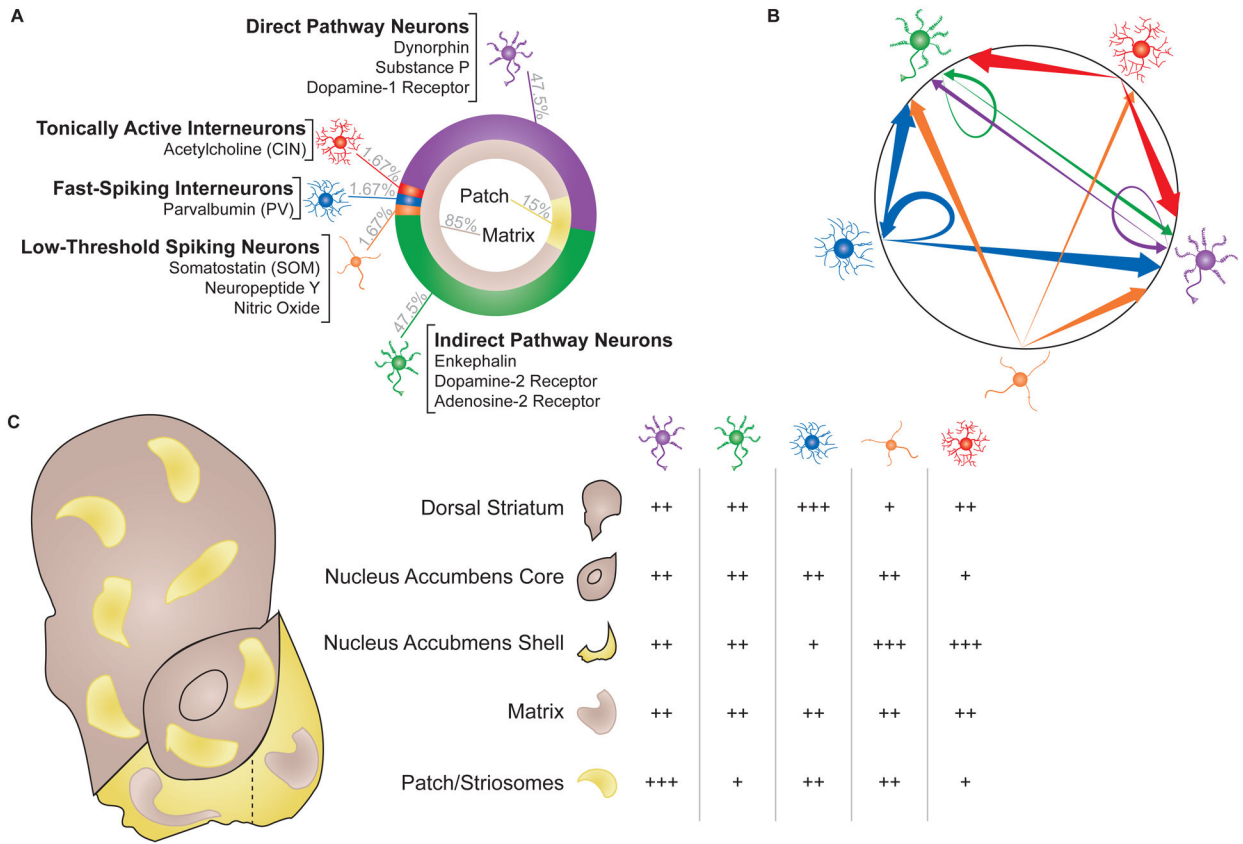 A
Direct Pathway Neurons
Dynorphin
Substance P
Dopamine-1 Receptor
47.5%
Tonically Active Interneurons
Acetylcholine (CIN)
1.67%
Fast-Spiking Interneurons
Parvalbumin (PV)
1.67%
Low-Threshold Spiking Neurons
Somatostatin (SOM)
Neuropeptide Y
Nitric Oxide
1.67%
Patch
15%
85%
Matrix
47.5%
Indirect Pathway Neurons
Enkephalin
Dopamine-2 Receptor
Adenosine-2 Receptor
B
C
Dorsal Striatum ++ ++ +++ + ++
Nucleus Accumbens Core ++ ++ ++ ++ +
Nucleus Accubmens Shell ++ ++ + +++ +++
Matrix ++ ++ ++ ++ ++
Patch/Striosomes +++ + ++ ++ +